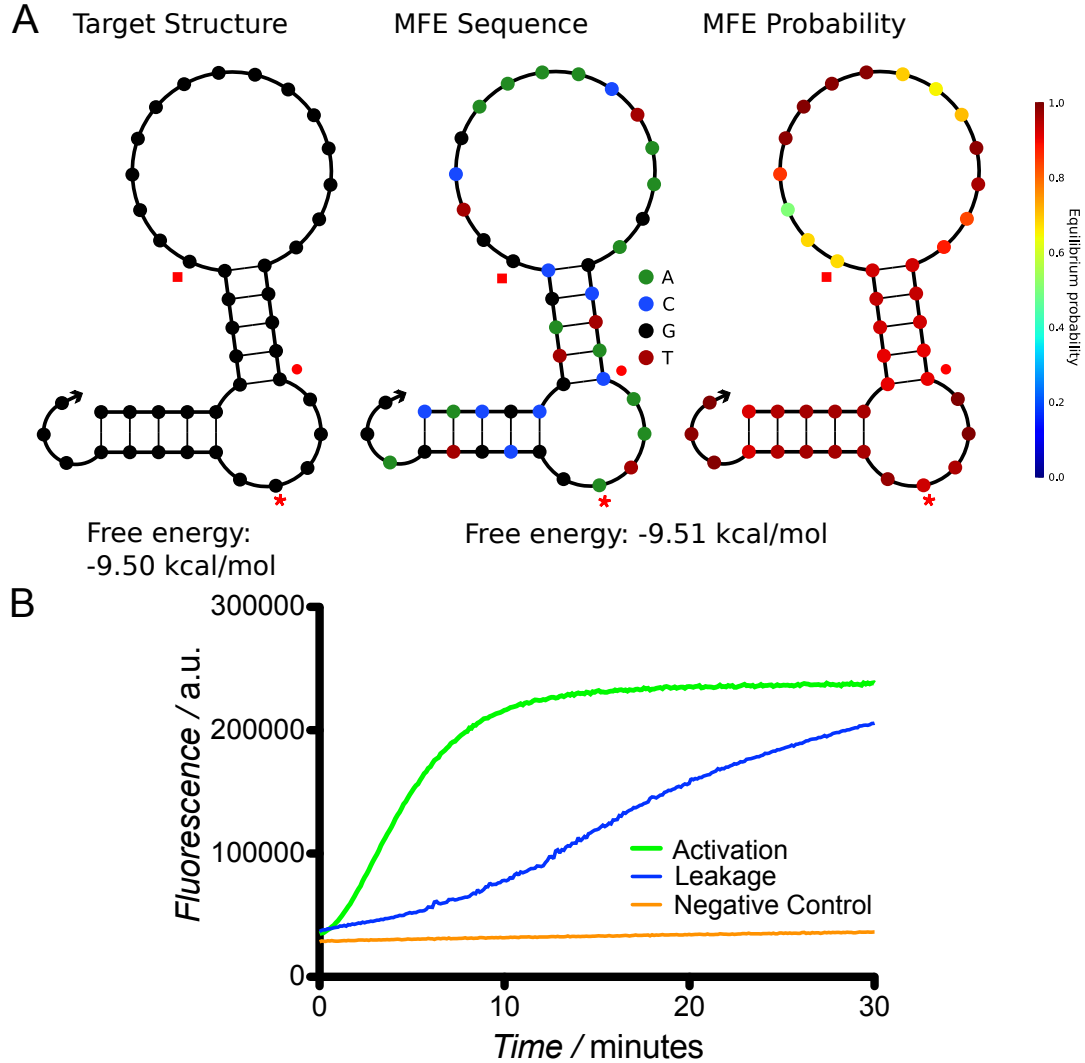 A
Target Structure
MFE Sequence
MFE Probability
1.0
0.8
0.6
0.4
0.2
0.0
Equilibrium probability
A
C
G
T
*
*
*
Free energy:
-9.50 kcal/mol
Free energy: -9.51 kcal/mol
B
300000
200000
100000
0
Fluorescence / a.u.
Activation
Leakage
Negative Control
0
10
20
30
Time / minutes